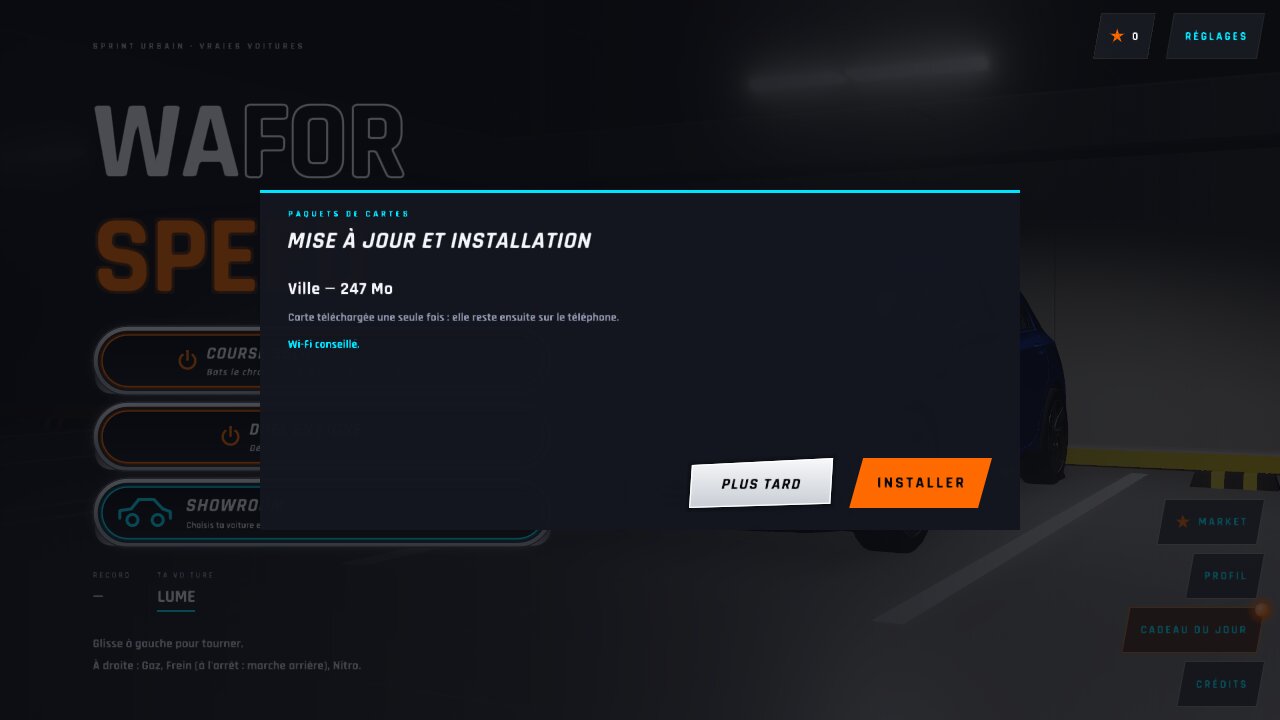 SPRINT URBAIN · VRAIES VOITURES
★ 0
RÉGLAGES
WAFOR
SPE
PAQUETS DE CARTES
MISE À JOUR ET INSTALLATION
Ville — 247 Mo
Carte téléchargée une seule fois : elle reste ensuite sur le téléphone.
Wi-Fi conseillé.
COURS
Bats le chr
PLUS TARD
INSTALLER
SHOWRO
Choisis ta voiture e
★ MARKET
RECORD
TA VOITURE
—
LUME
PROFIL
CADEAU DU JOUR
Glisse à gauche pour tourner.
À droite : Gaz, Frein (à l'arrêt : marche arrière), Nitro.
CRÉDITS